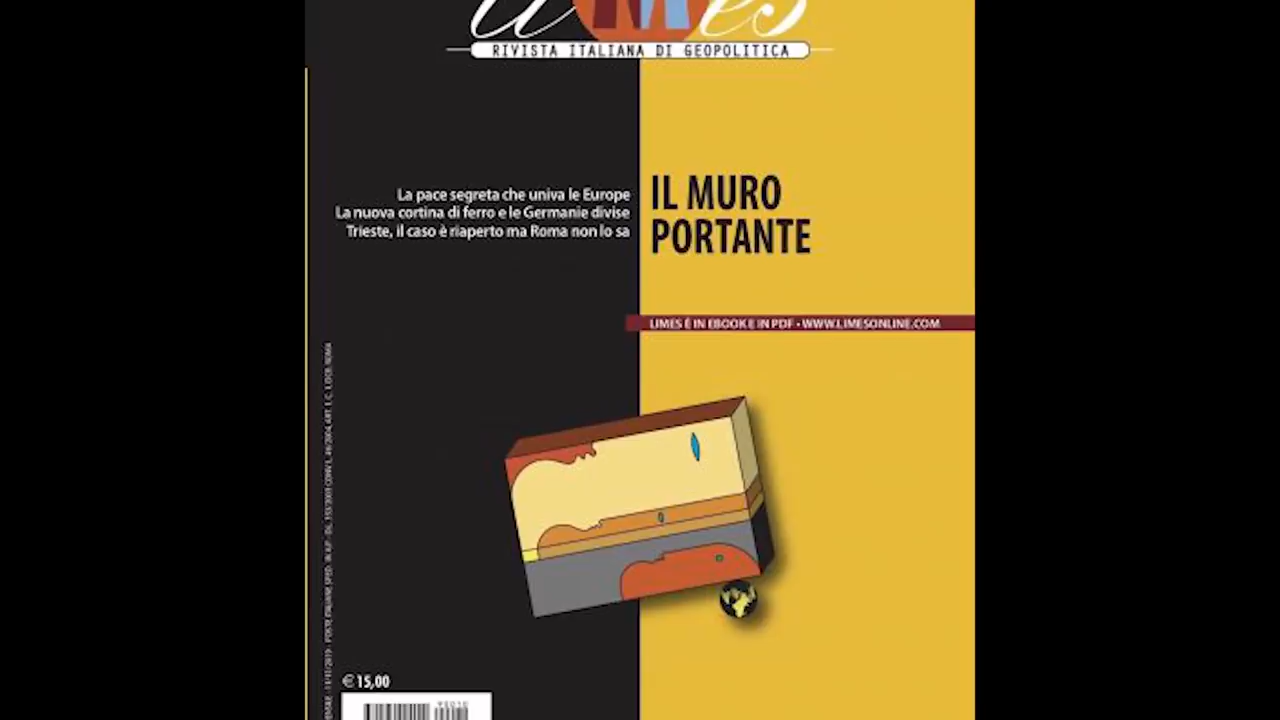 limes
RIVISTA ITALIANA DI GEOPOLITICA
La pace segreta che univa le Europe
La nuova cortina di ferro e le Germanie divise
Trieste, il caso è riaperto ma Roma non lo sa
IL MURO
PORTANTE
LIMES È IN EBOOK E IN PDF • WWW.LIMESONLINE.COM
€ 15,00